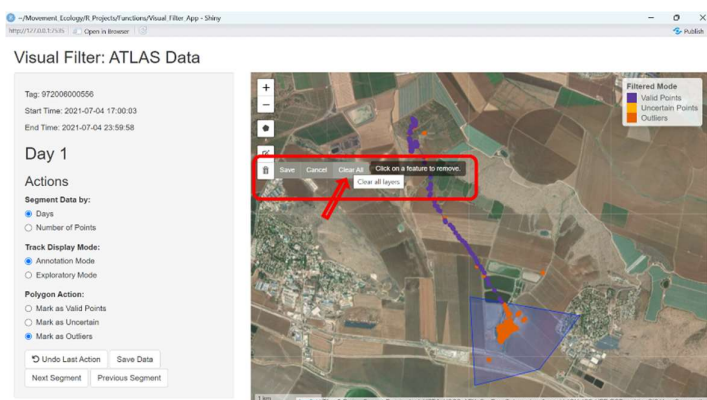 ~/Movement_Ecology/R_Projects/Functions/Visual_Filter_App - Shiny
Open in Browser
Publish
Visual Filter: ATLAS Data
Tag: 972006000556
Start Time: 2021-07-04 17:00:03
End Time: 2021-07-04 23:59:58
Day 1
Actions
Segment Data by:
Days
Number of Points
Track Display Mode:
Annotation Mode
Exploratory Mode
Polygon Action:
Mark as Valid Points
Mark as Uncertain
Mark as Outliers
Undo Last Action Save Data
Next Segment Previous Segment
+
−
Save Cancel Clear All Click on a feature to remove.
Clear all layers
Filtered Mode
Valid Points
Uncertain Points
Outliers
1 km